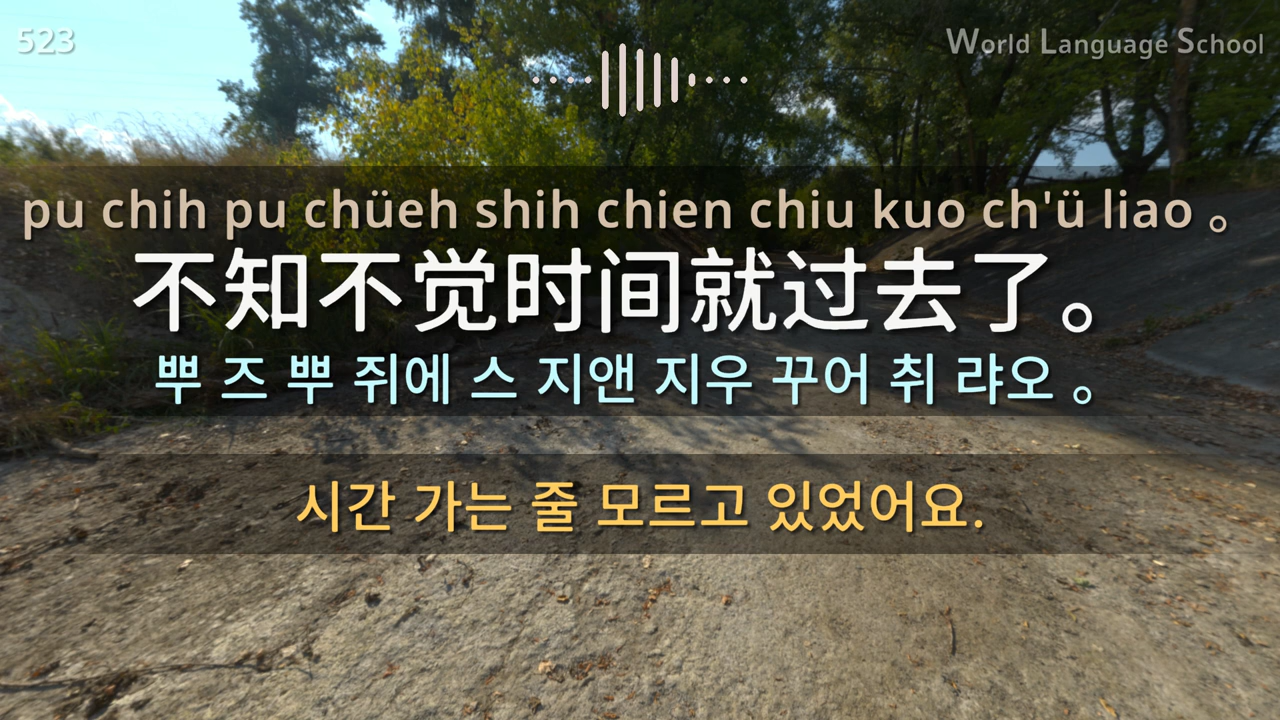 523
World Language School
pu chih pu chüeh shih chien chiu kuo ch'ü liao 。
不知不觉时间就过去了。
뿌 즈 뿌 쥐에 스 지앤 지우 꾸어 취 랴오 。
시간 가는 줄 모르고 있었어요.